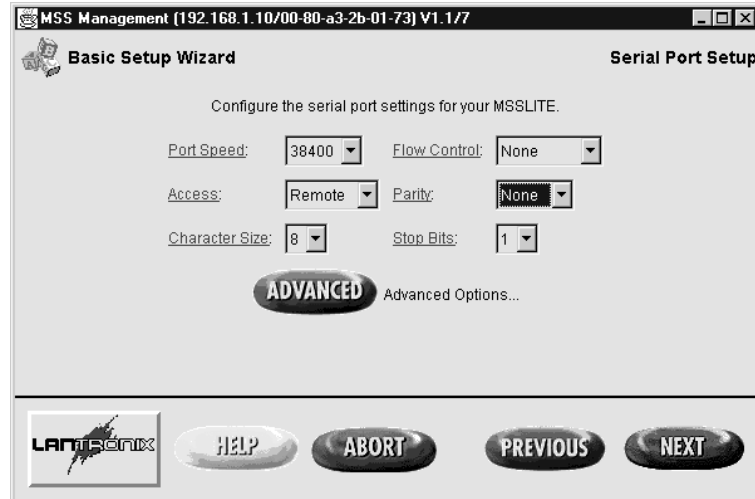 MSS Management (192.168.1.10/00-80-a3-2b-01-73) V1.1/7
Basic Setup Wizard Serial Port Setup
Configure the serial port settings for your MSSLITE.
Port Speed: 38400 Flow Control: None
Access: Remote Parity: None
Character Size: 8 Stop Bits: 1
ADVANCED Advanced Options...
LANTRONIX HELP ABORT PREVIOUS NEXT